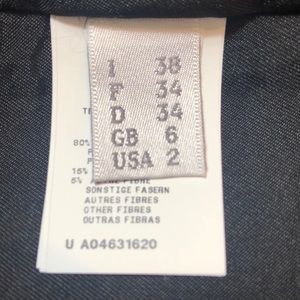 I 38
F 34
D 34
GB 6
USA 2
80%
15%
5% FIBRE
SONSTIGE FASERN
AUTRES FIBRES
OTHER FIBRES
OUTRAS FIBRAS
U A04631620